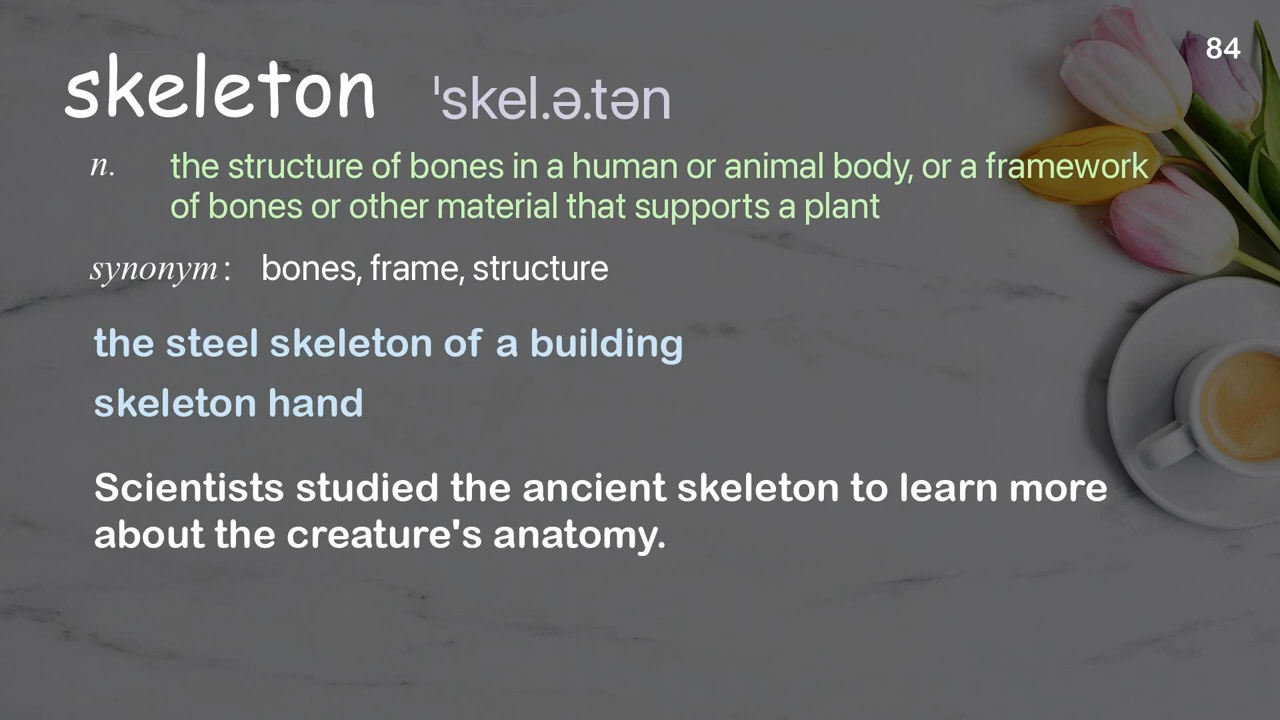 84
skeleton ˈskel.ə.tən
n. the structure of bones in a human or animal body, or a framework
of bones or other material that supports a plant
synonym: bones, frame, structure
the steel skeleton of a building
skeleton hand
Scientists studied the ancient skeleton to learn more
about the creature's anatomy.